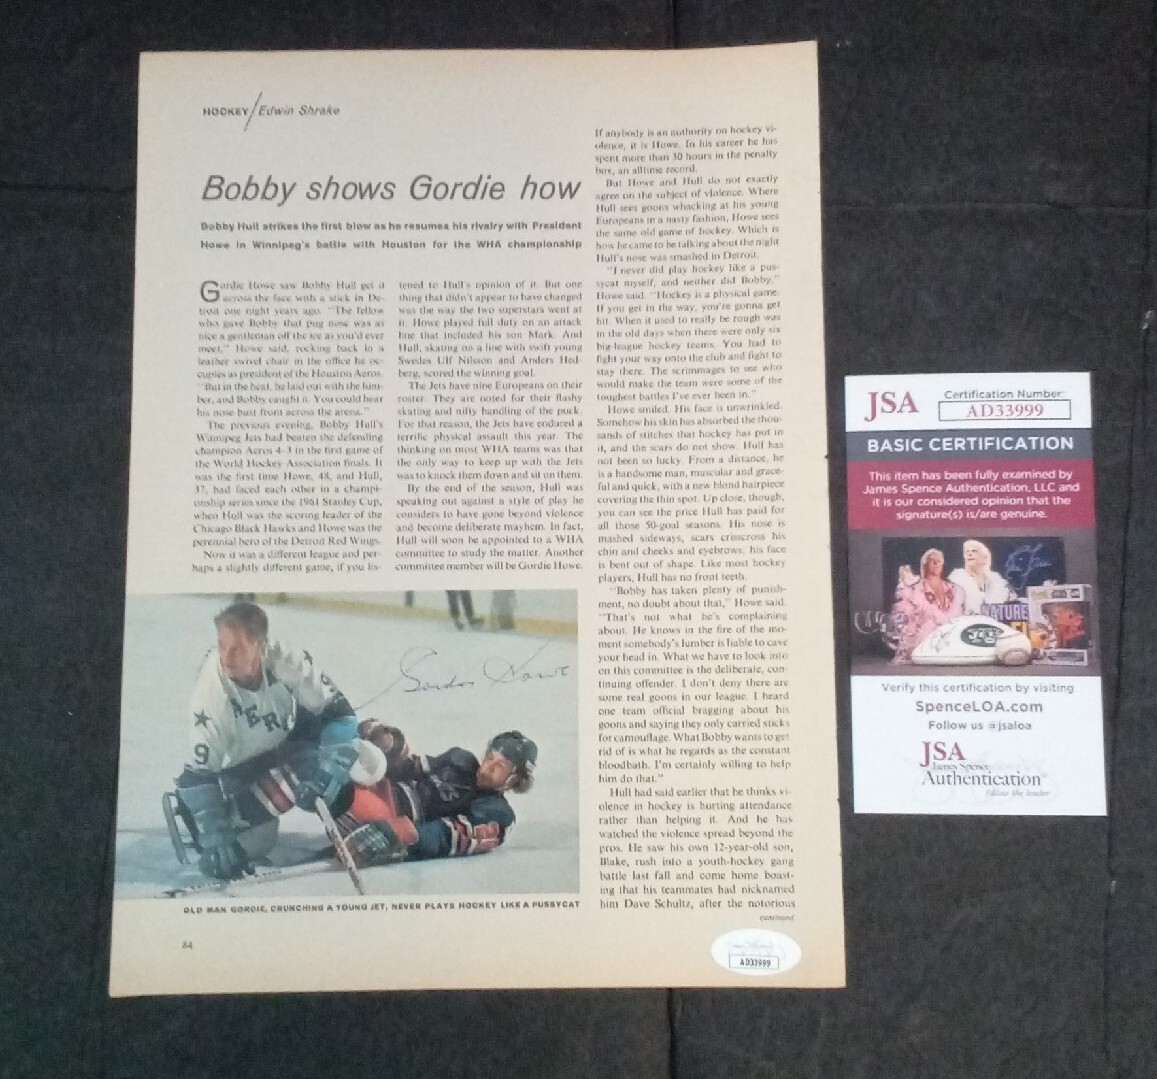 HOCKEY / Edwin Shrake
Bobby shows Gordie how
Bobby Hull strikes the first blow as he resumes his rivalry with President
Howe in Winnipeg's battle with Houston for the WHA championship
Gordie Howe saw Bobby Hull get it
across the face with a stick in De-
troit one night years ago. "The fellow
who gave Bobby that pug nose was as
nice a gentleman off the ice as you'd ever
meet," Howe said, rocking back in a
leather swivel chair in the office he oc-
cupies as president of the Houston Aeros.
"But in the heat, he laid out with the lum-
ber, and Bobby caught it. You could hear
his nose bust from across the arena."
The previous evening, Bobby Hull's
Winnipeg Jets had beaten the defending
champion Aeros 4–3 in the first game of
the World Hockey Association finals. It
was the first time Howe, 48, and Hull,
37, had faced each other in a champi-
onship series since the 1961 Stanley Cup,
when Hull was the scoring leader of the
Chicago Black Hawks and Howe was the
perennial hero of the Detroit Red Wings.
Now it was a different league and per-
haps a slightly different game, if you lis-
tened to Hull's opinion of it. But one
thing that didn't appear to have changed
was the way the two superstars went at
it. Howe played full duty on an attack
line that included his son Mark. And
Hull, skating on a line with swift young
Swedes Ulf Nilsson and Anders Hed-
berg, scored the winning goal.
The Jets have nine Europeans on their
roster. They are noted for their flashy
skating and nifty handling of the puck.
For that reason, the Jets have endured a
terrific physical assault this year. The
thinking on most WHA teams was that
the only way to keep up with the Jets
was to knock them down and sit on them.
By the end of the season, Hull was
speaking out against a style of play he
considers to have gone beyond violence
and become deliberate mayhem. In fact,
Hull will soon be appointed to a WHA
committee to study the matter. Another
committee member will be Gordie Howe.
If anybody is an authority on hockey vi-
olence, it is Howe. In his career he has
spent more than 30 hours in the penalty
box, an alltime record.
But Howe and Hull do not exactly
agree on the subject of violence. Where
Hull sees goons whacking at his young
Europeans in a nasty fashion, Howe sees
the same old game of hockey. Which is
how he came to be talking about the night
Hull's nose was smashed in Detroit.
"I never did play hockey like a pus-
sycat myself, and neither did Bobby,"
Howe said. "Hockey is a physical game.
If you get in the way, you're gonna get
hit. When it used to really be rough was
in the old days when there were only six
big-league hockey teams. You had to
fight your way onto the club and fight to
stay there. The scrimmages to see who
would make the team were some of the
toughest battles I've ever been in."
Howe smiled. His face is unwrinkled.
Somehow his skin has absorbed the thou-
sands of stitches that hockey has put in
it, and the scars do not show. Hull has
not been so lucky. From a distance, he
is a handsome man, muscular and grace-
ful and quick, with a new blond hairpiece
covering the thin spot. Up close, though,
you can see the price Hull has paid for
all those 50-goal seasons. His nose is
mashed sideways, scars crisscross his
chin and cheeks and eyebrows, his face
is bent out of shape. Like most hockey
players, Hull has no front teeth.
"Bobby has taken plenty of punish-
ment, no doubt about that," Howe said.
"That's not what he's complaining
about. He knows in the fire of the mo-
ment somebody's lumber is liable to cave
your head in. What we have to look into
on this committee is the deliberate, con-
tinuing offender. I don't deny there are
some real goons in our league. I heard
one team official bragging about his
goons and saying they only carried sticks
for camouflage. What Bobby wants to get
rid of is what he regards as the constant
bloodbath. I'm certainly willing to help
him do that."
Hull had said earlier that he thinks vi-
olence in hockey is hurting attendance
rather than helping it. And he has
watched the violence spread beyond the
pros. He saw his own 12-year-old son,
Blake, rush into a youth-hockey gang
battle last fall and come home boast-
ing that his teammates had nicknamed
him Dave Schultz, after the notorious
continued
Gordie Howe
AERO
9
OLD MAN GORDIE, CRUNCHING A YOUNG JET, NEVER PLAYS HOCKEY LIKE A PUSSYCAT
84
AD33999
JSA
Certification Number:
AD33999
BASIC CERTIFICATION
This item has been fully examined by
James Spence Authentication, LLC and
it is our considered opinion that the
signature(s) is/are genuine.
NATURE
JETS
Verify this certification by visiting
SpenceLOA.com
Follow us @jsaloa
JSA
James Spence
Authentication
follow the leader